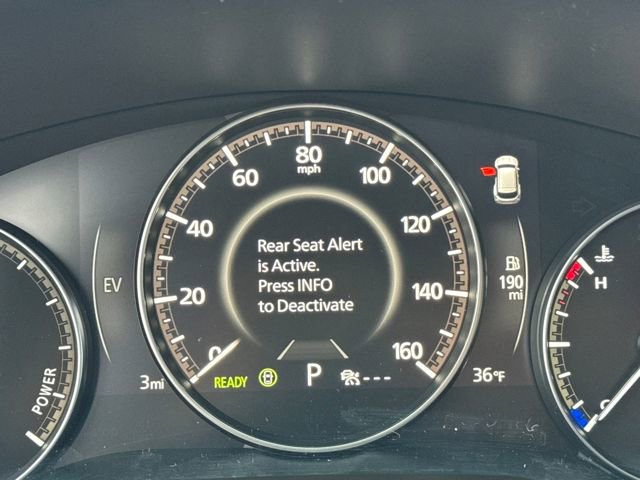 80
mph
60
100
40
120
20
140
0
160
Rear Seat Alert
is Active.
Press INFO
to Deactivate
EV
190
mi
H
C
POWER
3mi
READY
P
---
36°F